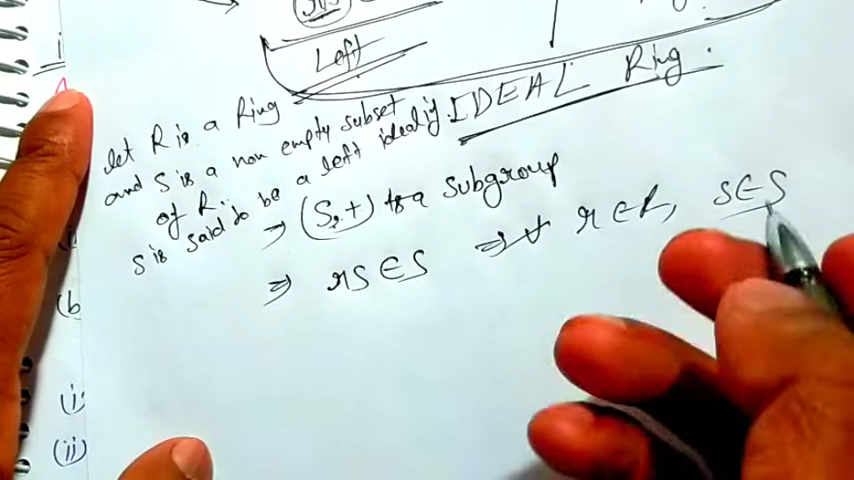 i
Left
IDEAL Ring.
let R is a Ring
and S is a non empty subset
of R.
S is said to be a left ideal if
⇒ (S, +) is a subgroup
⇒ rs ∈ S ⇒ ∀ r ∈ R, s ∈ S
(b
(i)
(ii)